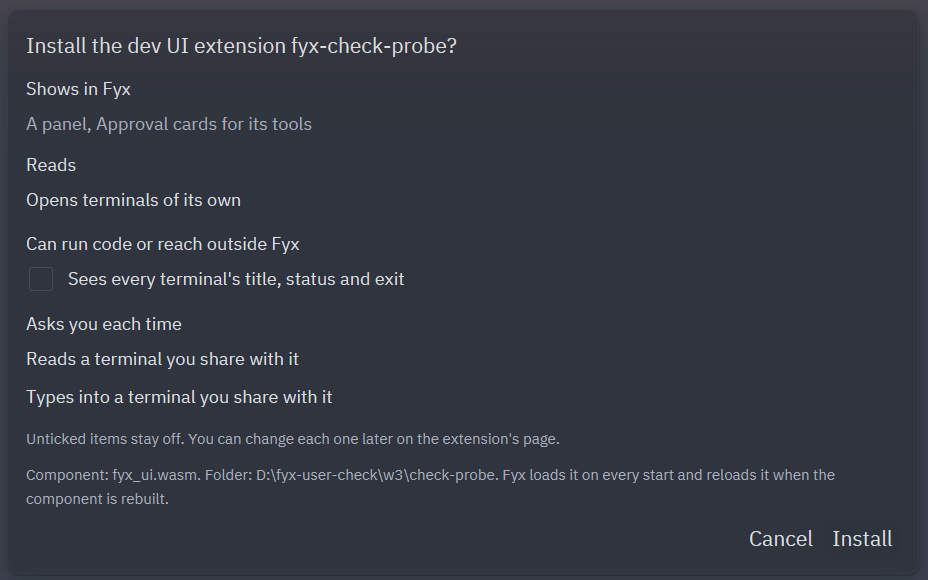 Install the dev UI extension fyx-check-probe?
Shows in Fyx
A panel, Approval cards for its tools
Reads
Opens terminals of its own
Can run code or reach outside Fyx
Sees every terminal's title, status and exit
Asks you each time
Reads a terminal you share with it
Types into a terminal you share with it
Unticked items stay off. You can change each one later on the extension's page.
Component: fyx_ui.wasm. Folder: D:\fyx-user-check\w3\check-probe. Fyx loads it on every start and reloads it when the
component is rebuilt.
Cancel Install